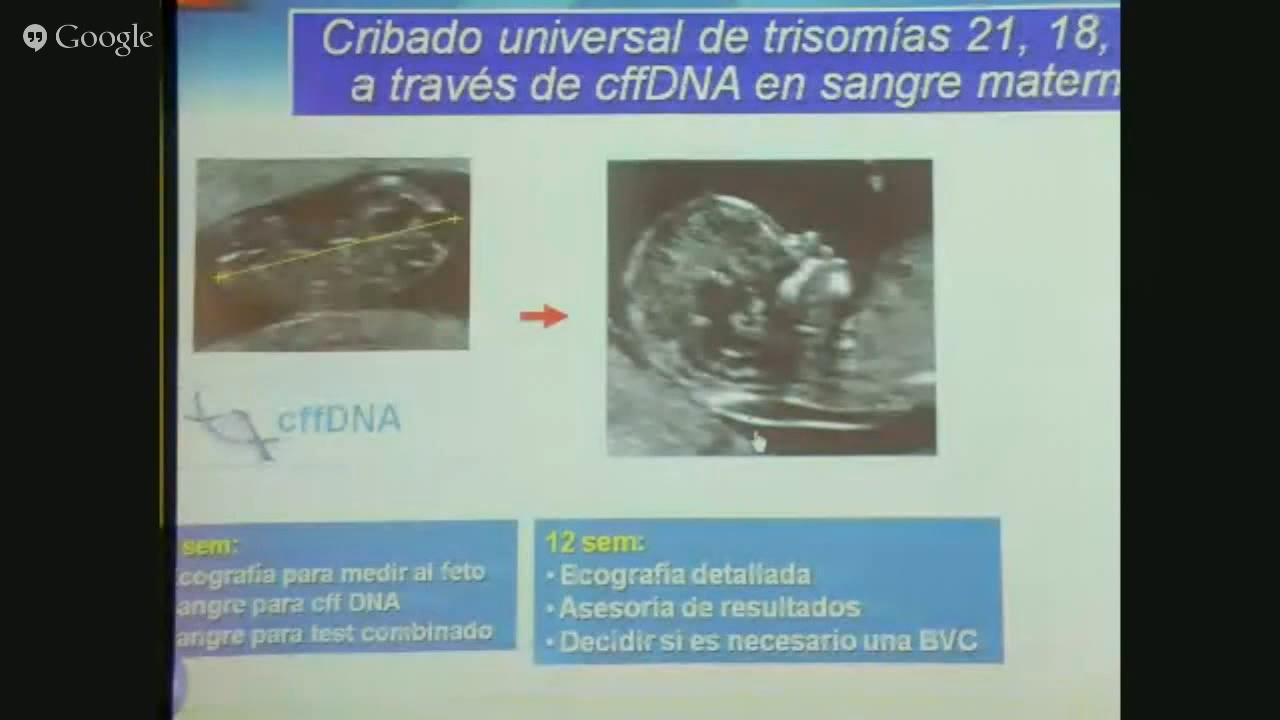 Google
Cribado universal de trisomías 21, 18,
a través de cffDNA en sangre matern
cffDNA
sem:
cografía para medir al feto
angre para cff DNA
angre para test combinado
12 sem:
• Ecografía detallada
• Asesoría de resultados
• Decidir si es necesario una BVC